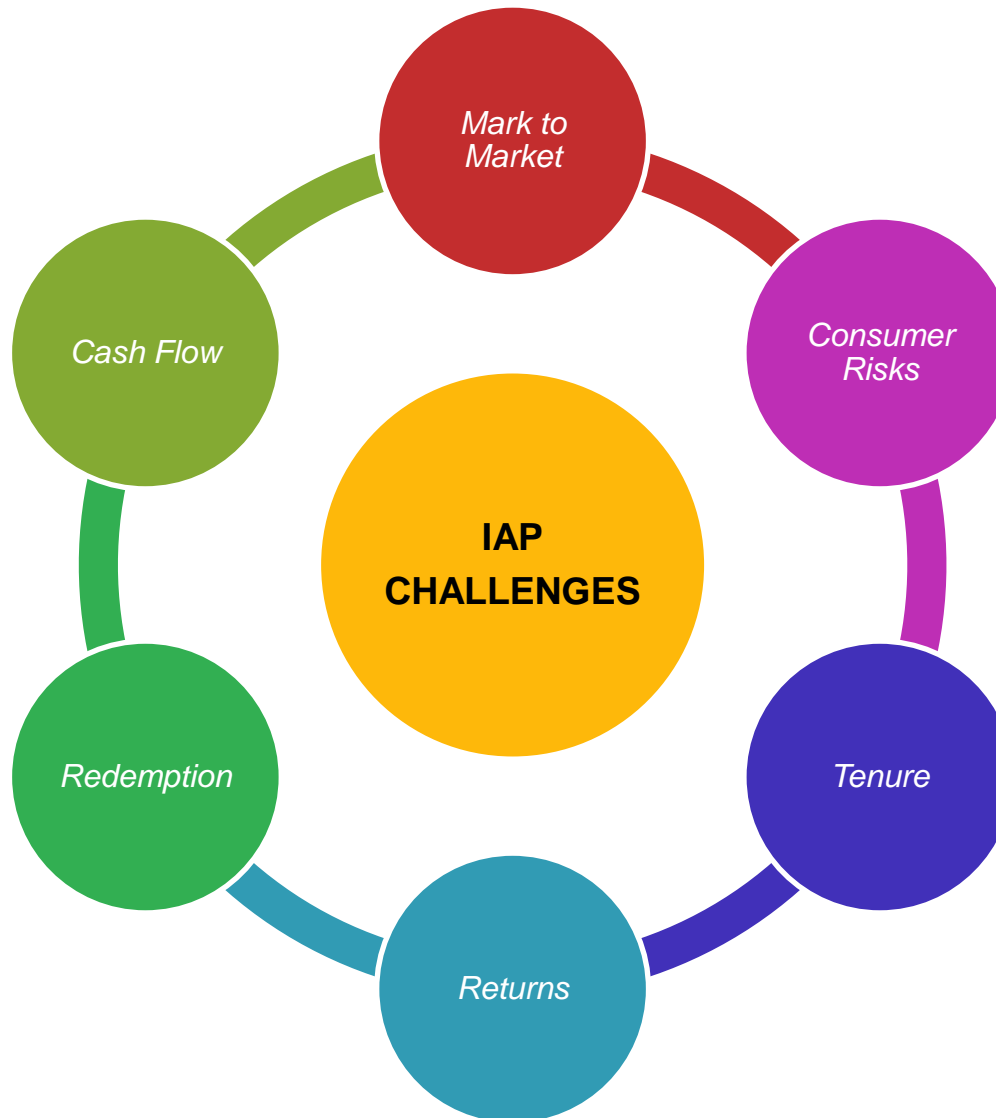 Mark to
Market
Consumer
Risks
Tenure
Returns
Redemption
Cash Flow
IAP
CHALLENGES